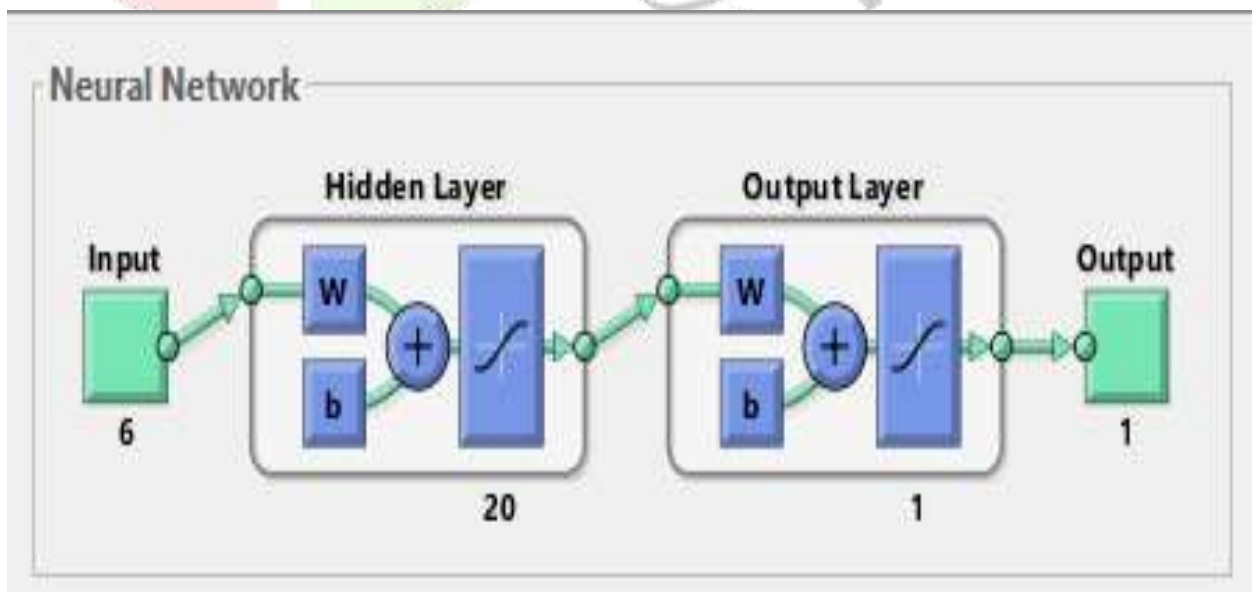 Neural Network
Hidden Layer
Output Layer
Input
Output
W
W
+
+
b
b
6
1
20
1